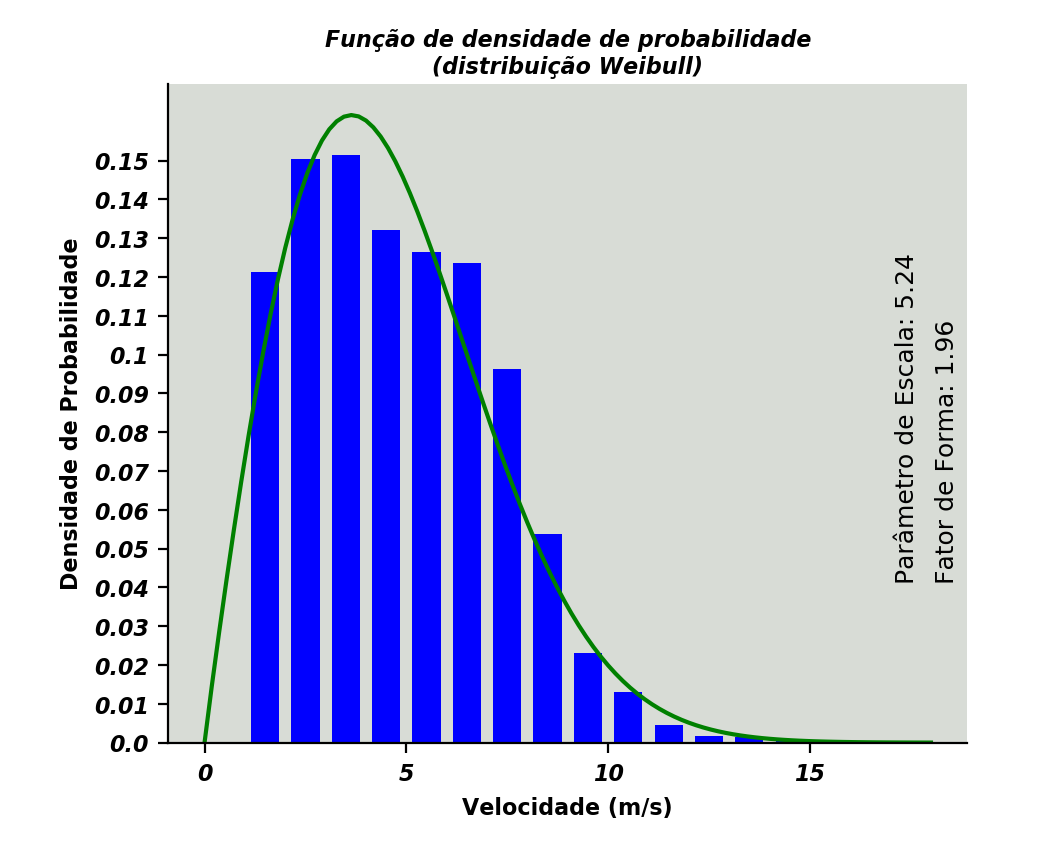 Função de densidade de probabilidade
(distribuição Weibull)
Densidade de Probabilidade
0.15
0.14
0.13
0.12
0.11
0.1
0.09
0.08
0.07
0.06
0.05
0.04
0.03
0.02
0.01
0.0
Parâmetro de Escala: 5.24
Fator de Forma: 1.96
0 5 10 15
Velocidade (m/s)